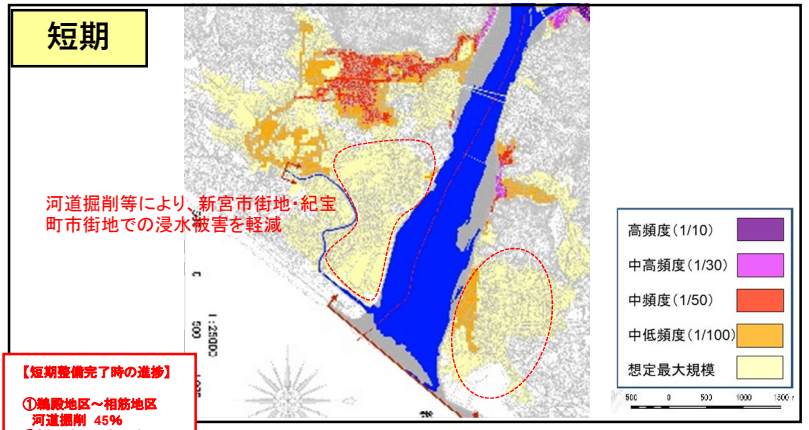 短期
河道掘削等により、新宮市街地・紀宝
町市街地での浸水被害を軽減
高頻度(1/10)
中高頻度(1/30)
中頻度(1/50)
中低頻度(1/100)
想定最大規模
0
500
1:25000
500
0
500
1000
1500
【短期整備完了時の進捗】
①鵜殿地区~相筋地区
河道掘削 45%